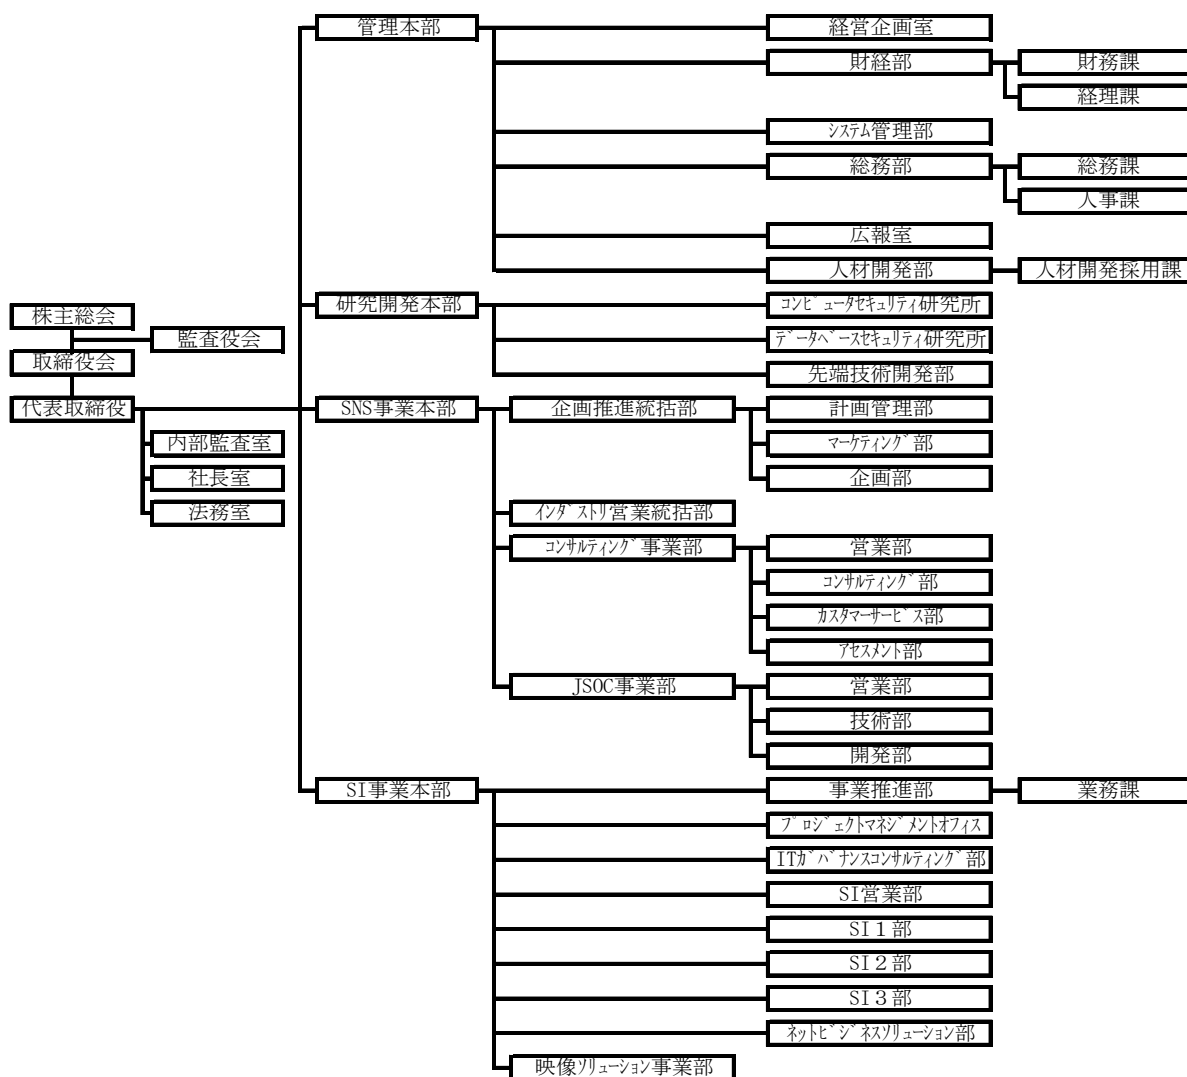 管理本部
経営企画室
財経部
財務課
経理課
ｼｽﾃﾑ管理部
総務部
総務課
人事課
広報室
人材開発部
人材開発採用課
株主総会
監査役会
取締役会
代表取締役
内部監査室
社長室
法務室
研究開発本部
ｺﾝﾋﾟｭｰﾀｾｷｭﾘﾃｨ研究所
ﾃﾞｰﾀﾍﾞｰｽｾｷｭﾘﾃｨ研究所
先端技術開発部
SNS事業本部
企画推進統括部
計画管理部
ﾏｰｹﾃｨﾝｸﾞ部
企画部
ｲﾝﾀﾞｽﾄﾘ営業統括部
ｺﾝｻﾙﾃｨﾝｸﾞ事業部
営業部
ｺﾝｻﾙﾃｨﾝｸﾞ部
ｶｽﾀﾏｰｻｰﾋﾞｽ部
ｱｾｽﾒﾝﾄ部
JSOC事業部
営業部
技術部
開発部
SI事業本部
事業推進部
業務課
ﾌﾟﾛｼﾞｪｸﾄﾏﾈｼﾞﾒﾝﾄｵﾌｨｽ
ITｶﾞﾊﾞﾅﾝｽｺﾝｻﾙﾃｨﾝｸﾞ部
SI営業部
SI１部
SI２部
SI３部
ﾈｯﾄﾋﾞｼﾞﾈｽｿﾘｭｰｼｮﾝ部
映像ｿﾘｭｰｼｮﾝ事業部